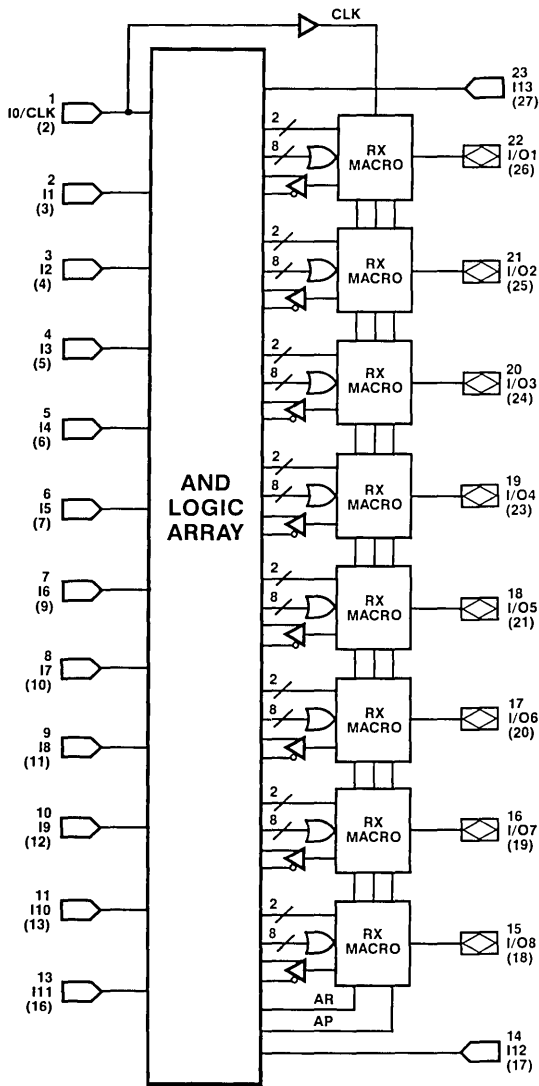 CLK
1
I0/CLK
(2)
2
I1
(3)
3
I2
(4)
4
I3
(5)
5
I4
(6)
6
I5
(7)
7
I6
(9)
8
I7
(10)
9
I8
(11)
10
I9
(12)
11
I10
(13)
13
I11
(16)
AND
LOGIC
ARRAY
2
8
RX
MACRO
2
8
RX
MACRO
2
8
RX
MACRO
2
8
RX
MACRO
2
8
RX
MACRO
2
8
RX
MACRO
2
8
RX
MACRO
2
8
RX
MACRO
AR
AP
23
I13
(27)
22
I/O1
(26)
21
I/O2
(25)
20
I/O3
(24)
19
I/O4
(23)
18
I/O5
(21)
17
I/O6
(20)
16
I/O7
(19)
15
I/O8
(18)
14
I12
(17)